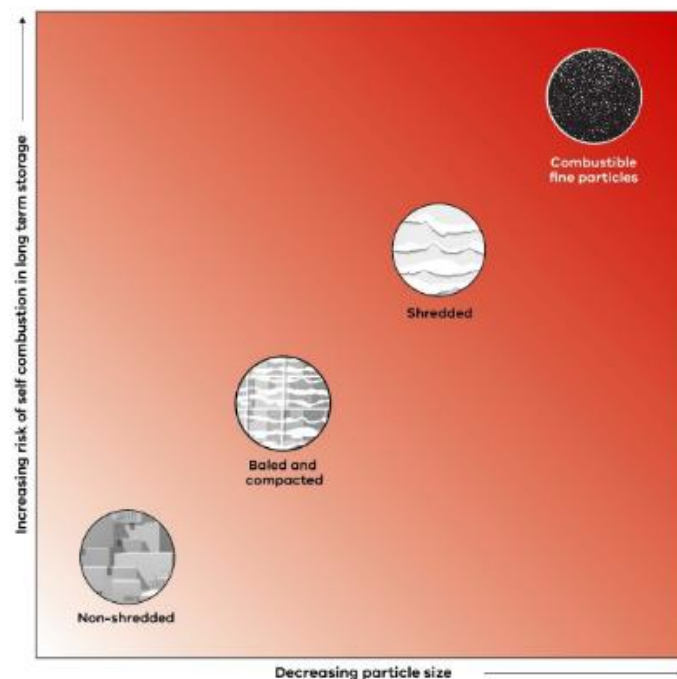 Increasing risk of self combustion in long term storage
Combustible
fine particles
Shredded
Baled and
compacted
Non-shredded
Decreasing particle size